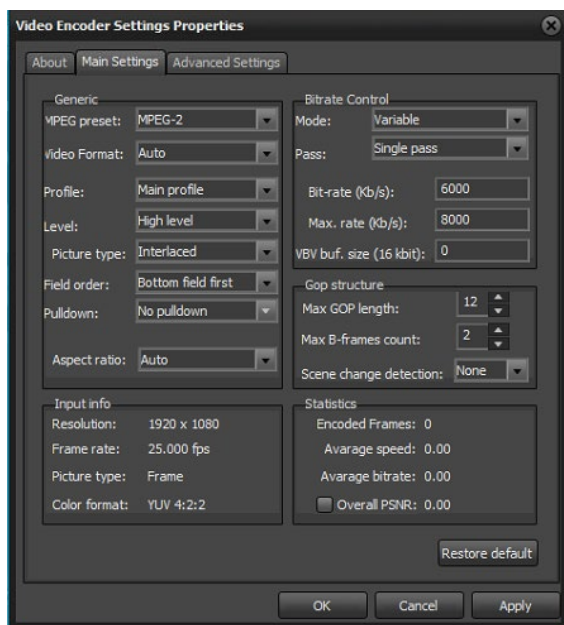 Video Encoder Settings Properties
About Main Settings Advanced Settings
Generic
MPEG preset: MPEG-2
Video Format: Auto
Profile: Main profile
Level: High level
Picture type: Interlaced
Field order: Bottom field first
Pulldown: No pulldown
Aspect ratio: Auto
Bitrate Control
Mode: Variable
Pass: Single pass
Bit-rate (Kb/s): 6000
Max. rate (Kb/s): 8000
VBV buf. size (16 kbit): 0
Gop structure
Max GOP length: 12
Max B-frames count: 2
Scene change detection: None
Input info
Resolution: 1920 x 1080
Frame rate: 25.000 fps
Picture type: Frame
Color format: YUV 4:2:2
Statistics
Encoded Frames: 0
Avarage speed: 0.00
Avarage bitrate: 0.00
Overall PSNR: 0.00
Restore default
OK Cancel Apply